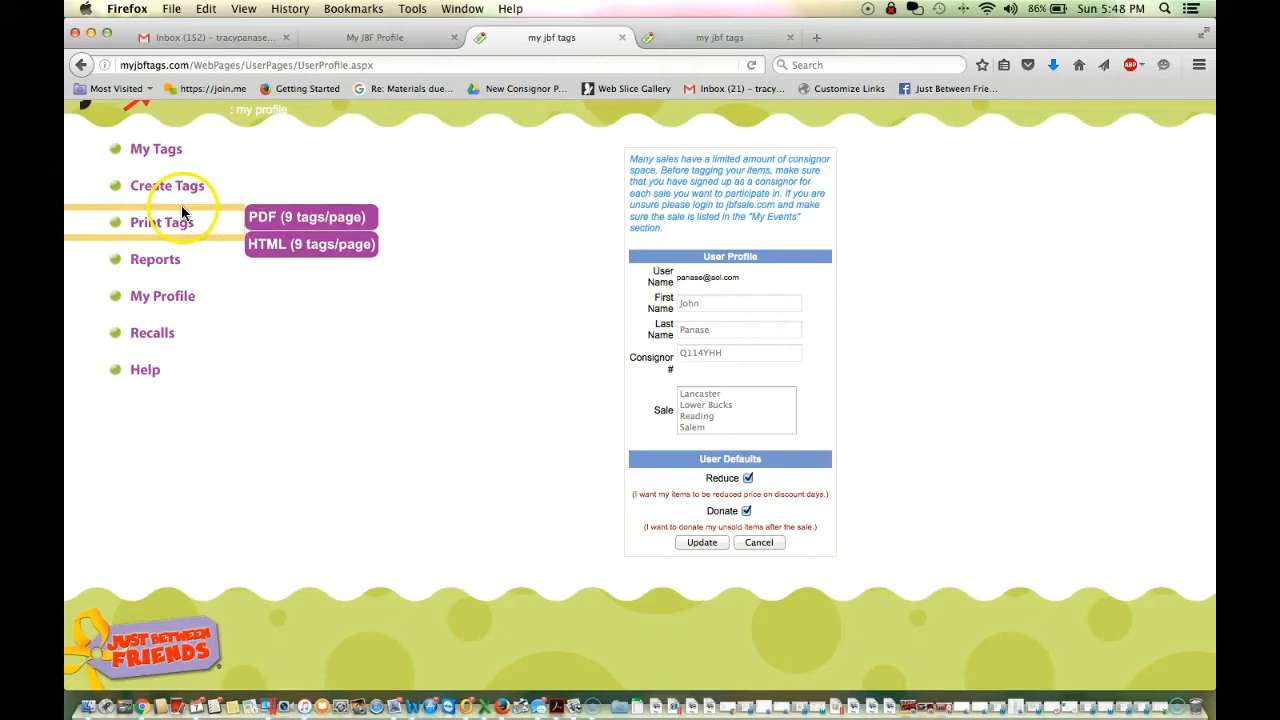 Firefox File Edit View History Bookmarks Tools Window Help 86% Sun 5:48 PM
Inbox (152) – tracypanase... × My JBF Profile × my jbf tags × my jbf tags × +
myjbftags.com/WebPages/UserPages/UserProfile.aspx Search ABP
Most Visited https://join.me Getting Started Re: Materials due... New Consignor P... Web Slice Gallery Inbox (21) – tracy... Customize Links Just Between Frie...
: my profile
My Tags
Create Tags
Print Tags
PDF (9 tags/page)
HTML (9 tags/page)
Reports
My Profile
Recalls
Help
Many sales have a limited amount of consignor
space. Before tagging your items, make sure
that you have signed up as a consignor for
each sale you want to participate in. If you are
unsure please login to jbfsale.com and make
sure the sale is listed in the "My Events"
section.
User Profile
User Name panase@aol.com
First Name John
Last Name Panase
Consignor # Q114YHH
Sale
Lancaster
Lower Bucks
Reading
Salem
User Defaults
Reduce
(I want my items to be reduced price on discount days.)
Donate
(I want to donate my unsold items after the sale.)
Update Cancel
JUST BETWEEN
FRIENDS